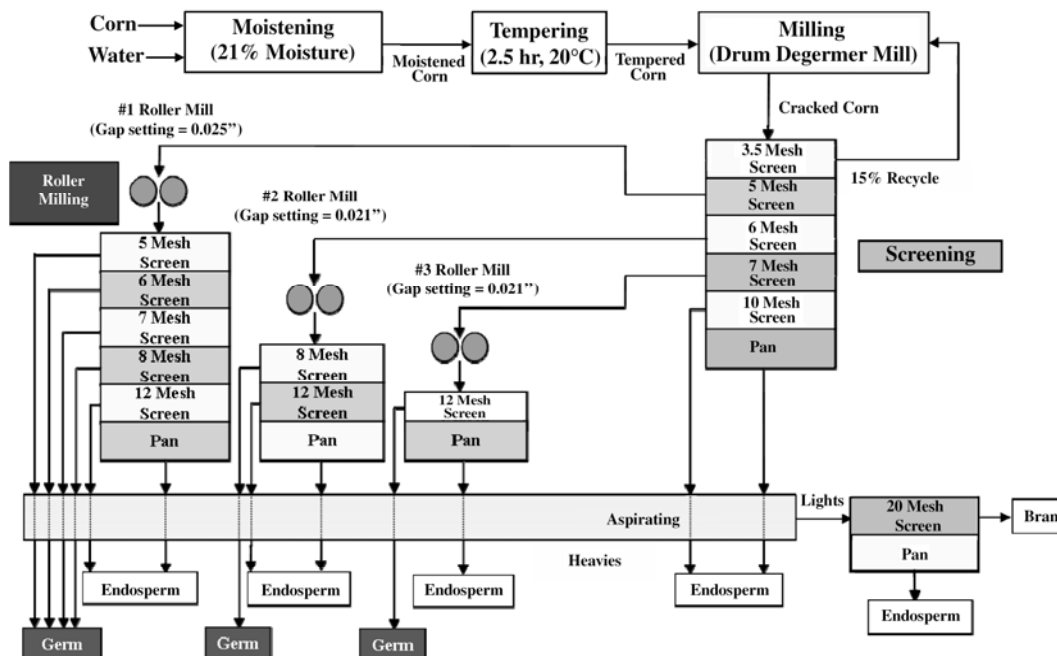 Corn
Water
Moistening
(21% Moisture)
Moistened
Corn
Tempering
(2.5 hr, 20°C)
Tempered
Corn
Milling
(Drum Degermer Mill)
Cracked Corn
15% Recycle
#1 Roller Mill
(Gap setting = 0.025”)
Roller
Milling
#2 Roller Mill
(Gap setting = 0.021”)
#3 Roller Mill
(Gap setting = 0.021”)
3.5 Mesh
Screen
5 Mesh
Screen
6 Mesh
Screen
7 Mesh
Screen
10 Mesh
Screen
Pan
Screening
5 Mesh
Screen
6 Mesh
Screen
7 Mesh
Screen
8 Mesh
Screen
12 Mesh
Screen
Pan
8 Mesh
Screen
12 Mesh
Screen
Pan
12 Mesh
Screen
Pan
Aspirating
Lights
Heavies
20 Mesh
Screen
Pan
Bran
Endosperm
Endosperm
Endosperm
Endosperm
Endosperm
Germ
Germ
Germ